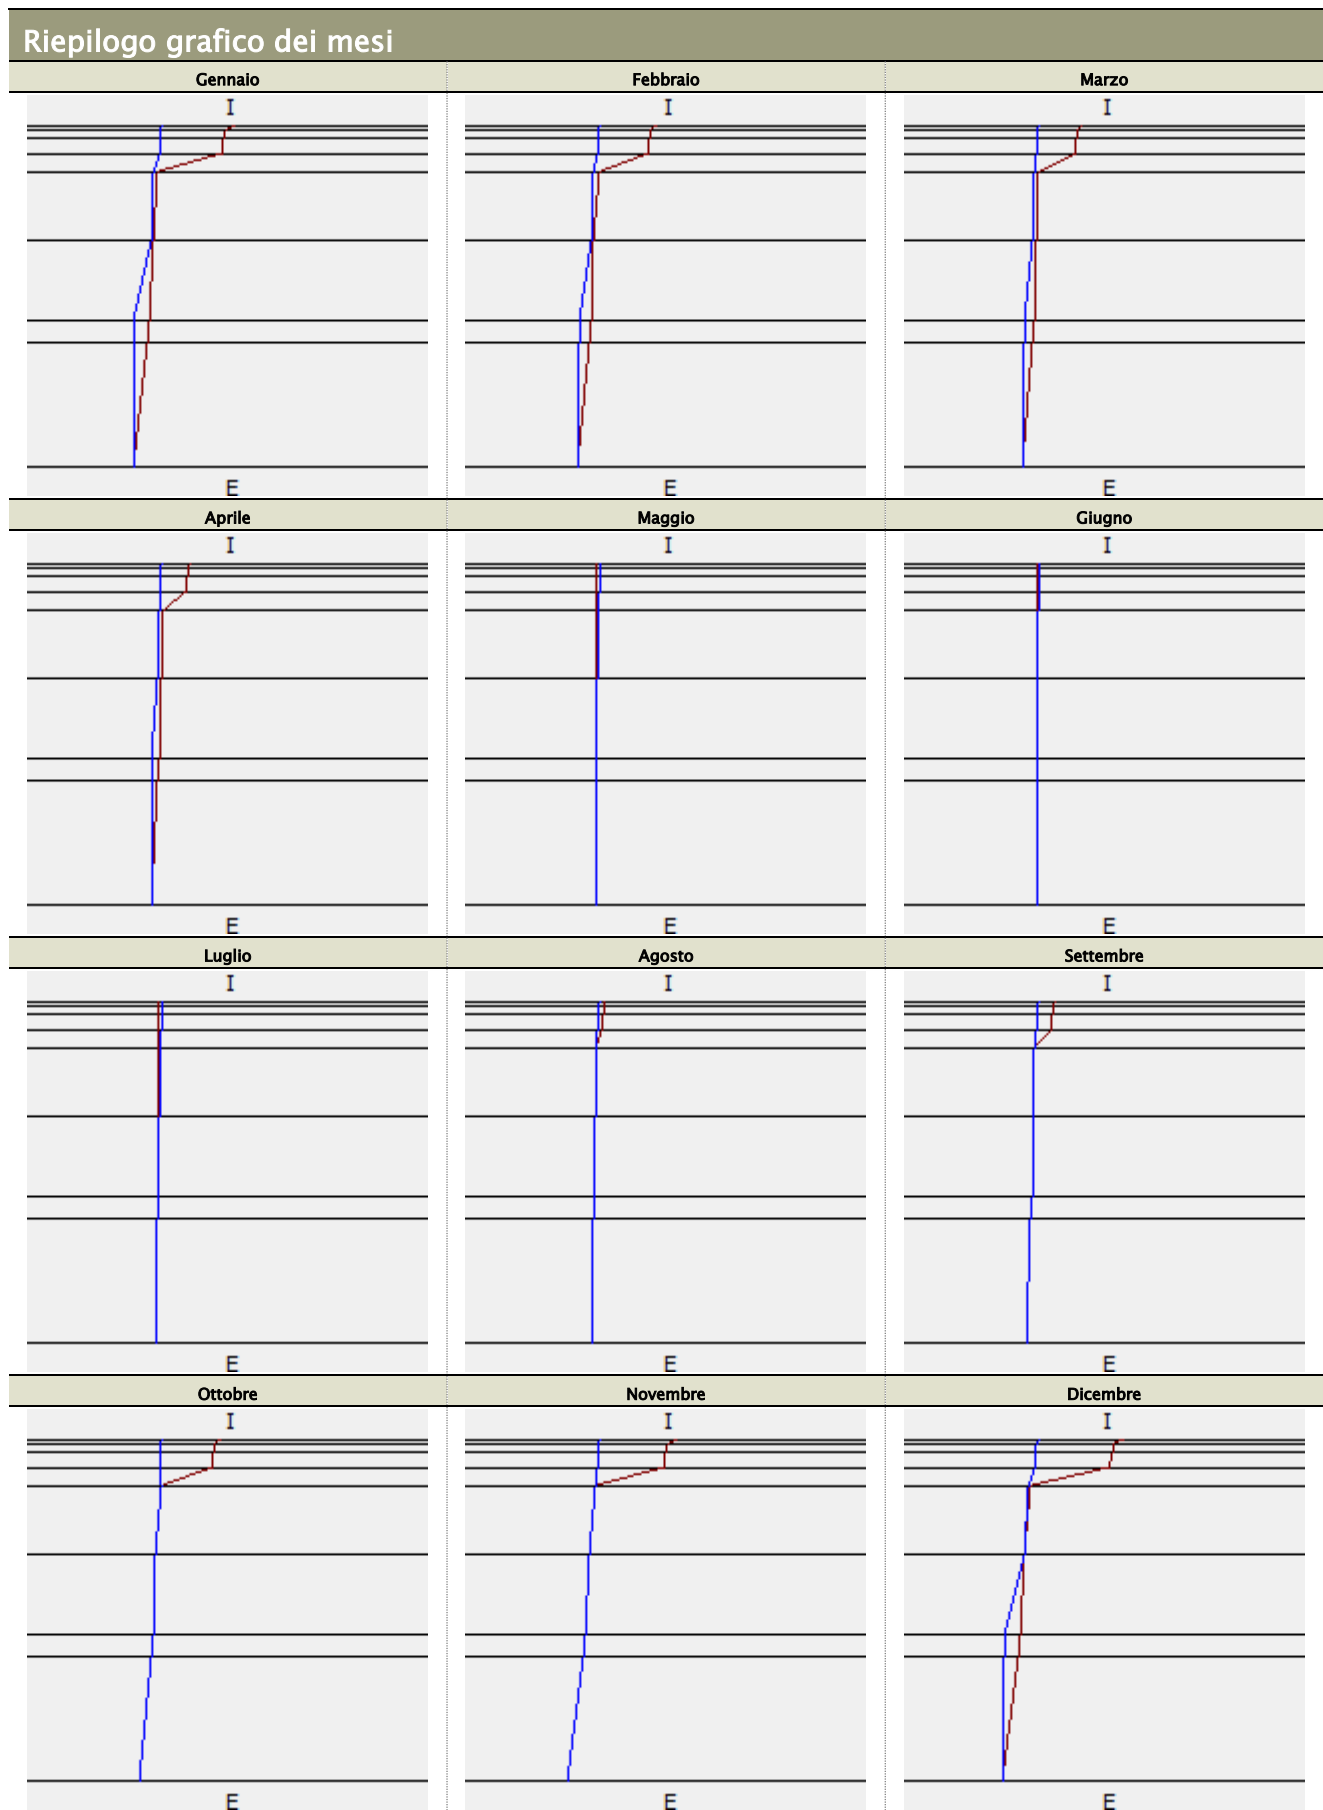 Riepilogo grafico dei mesi
Gennaio Febbraio Marzo
I I I
E E E
Aprile Maggio Giugno
I I I
E E E
Luglio Agosto Settembre
I I I
E E E
Ottobre Novembre Dicembre
I I I
E E E